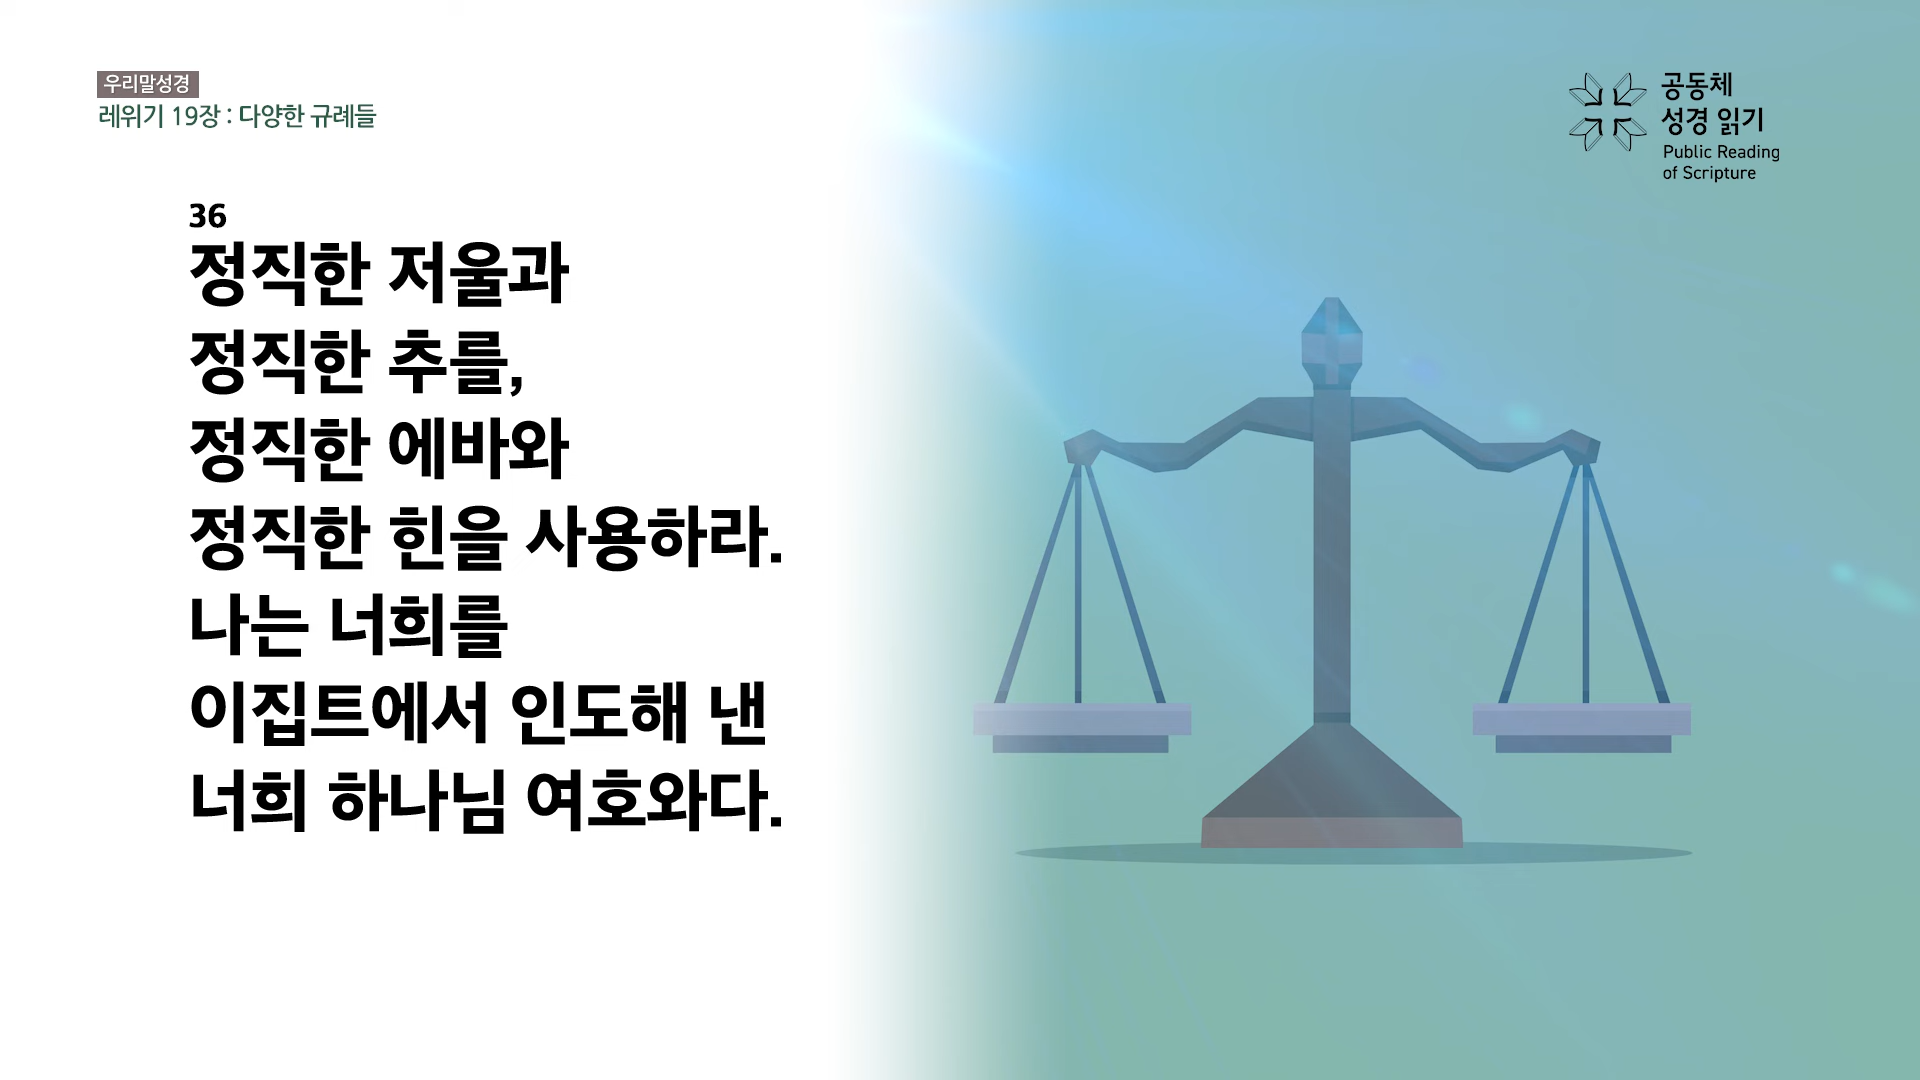 우리말성경
레위기 19장 : 다양한 규례들
공동체
성경 읽기
Public Reading
of Scripture
36
정직한 저울과
정직한 추를,
정직한 에바와
정직한 힌을 사용하라.
나는 너희를
이집트에서 인도해 낸
너희 하나님 여호와다.